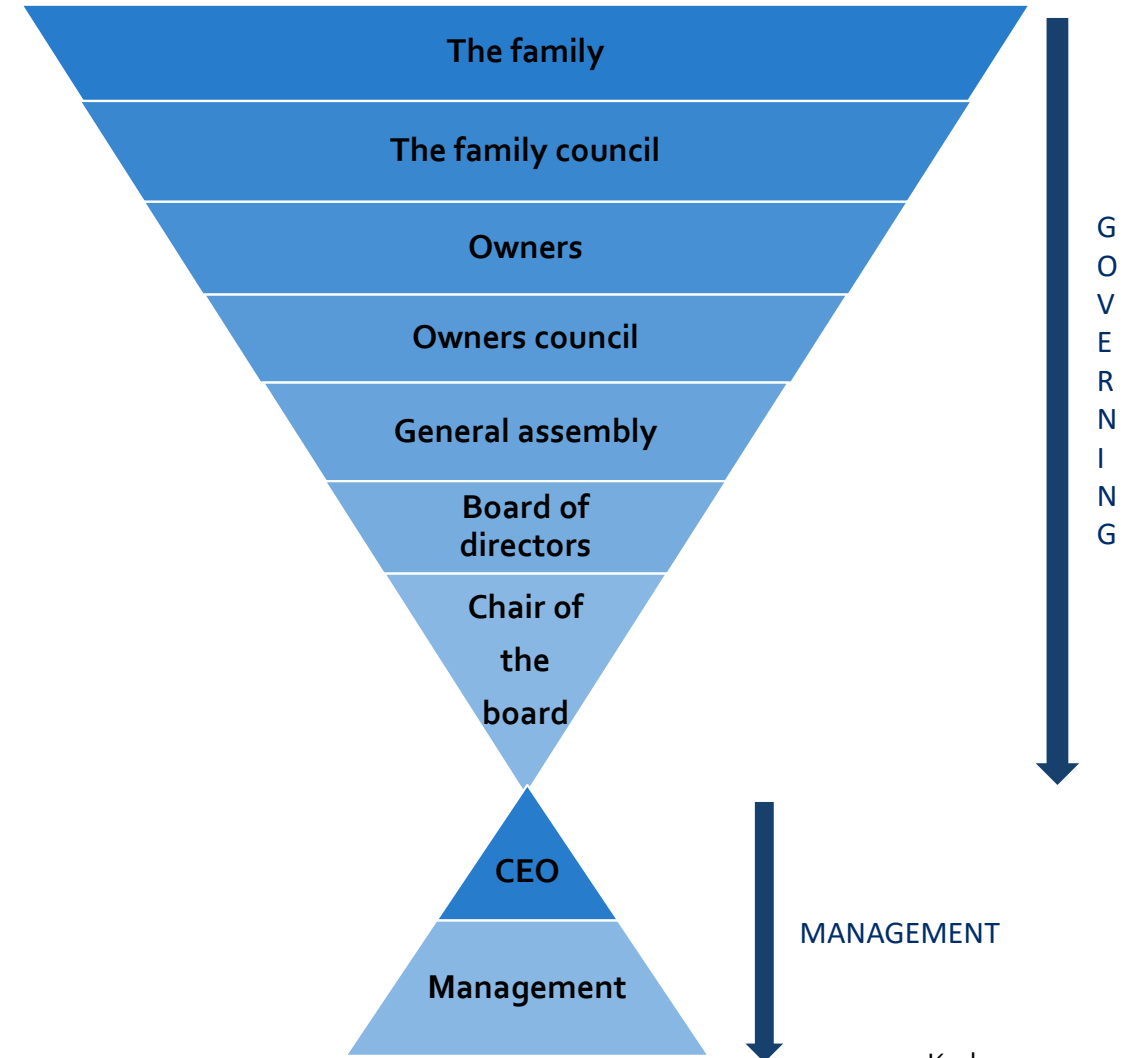 The family
The family council
Owners
Owners council
General assembly
Board of
directors
Chair of
the
board
G
O
V
E
R
N
I
N
G
CEO
MANAGEMENT
Management